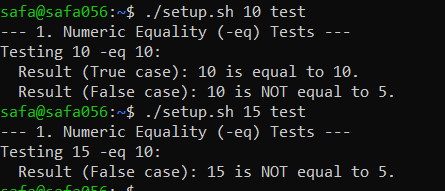 safa@safa056:~$ ./setup.sh 10 test
--- 1. Numeric Equality (-eq) Tests ---
Testing 10 -eq 10:
  Result (True case): 10 is equal to 10.
  Result (False case): 10 is NOT equal to 5.
safa@safa056:~$ ./setup.sh 15 test
--- 1. Numeric Equality (-eq) Tests ---
Testing 15 -eq 10:
  Result (False case): 15 is NOT equal to 5.